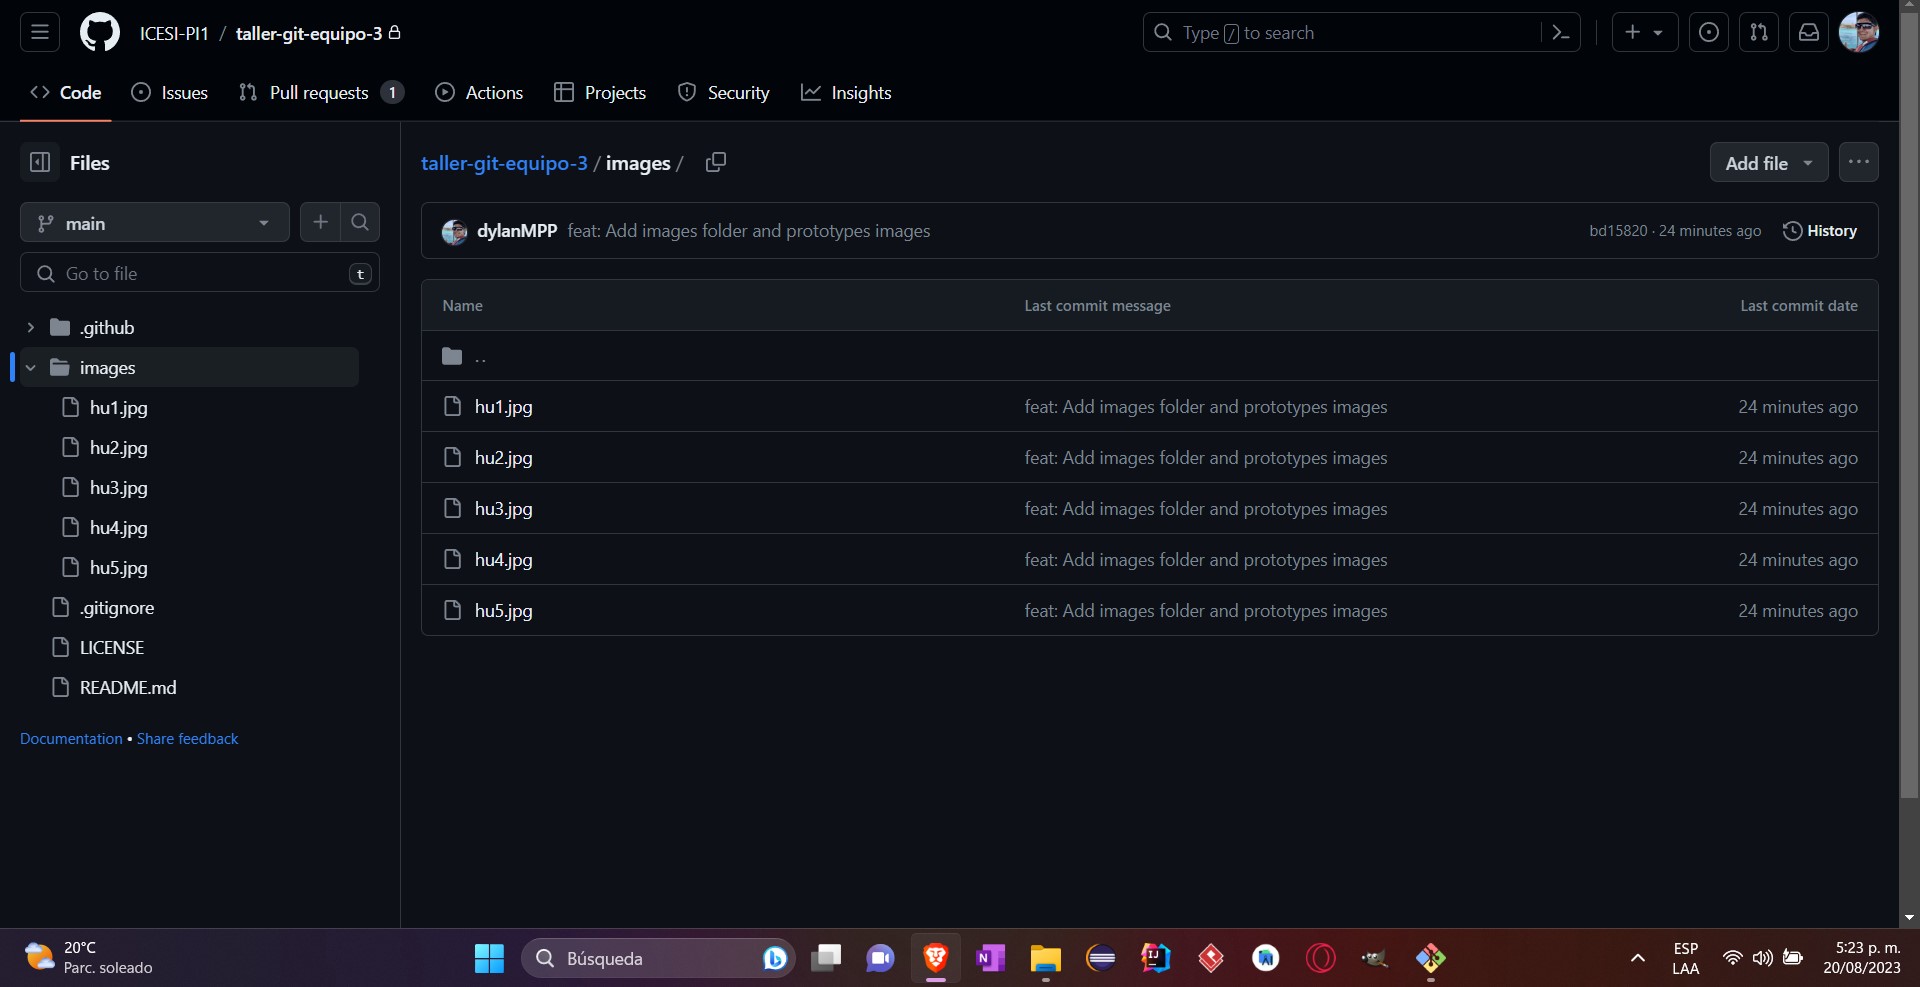 ICESI-PI1 / taller-git-equipo-3
Type / to search
Code Issues Pull requests 1 Actions Projects Security Insights
Files
main
Go to file t
.github
images
hu1.jpg
hu2.jpg
hu3.jpg
hu4.jpg
hu5.jpg
.gitignore
LICENSE
README.md
Documentation • Share feedback
taller-git-equipo-3 / images /
Add file
dylanMPP feat: Add images folder and prototypes images
bd15820 · 24 minutes ago History
Name Last commit message Last commit date
..
hu1.jpg feat: Add images folder and prototypes images 24 minutes ago
hu2.jpg feat: Add images folder and prototypes images 24 minutes ago
hu3.jpg feat: Add images folder and prototypes images 24 minutes ago
hu4.jpg feat: Add images folder and prototypes images 24 minutes ago
hu5.jpg feat: Add images folder and prototypes images 24 minutes ago
20°C
Parc. soleado
Búsqueda
N
IJ
ESP
LAA
5:23 p. m.
20/08/2023